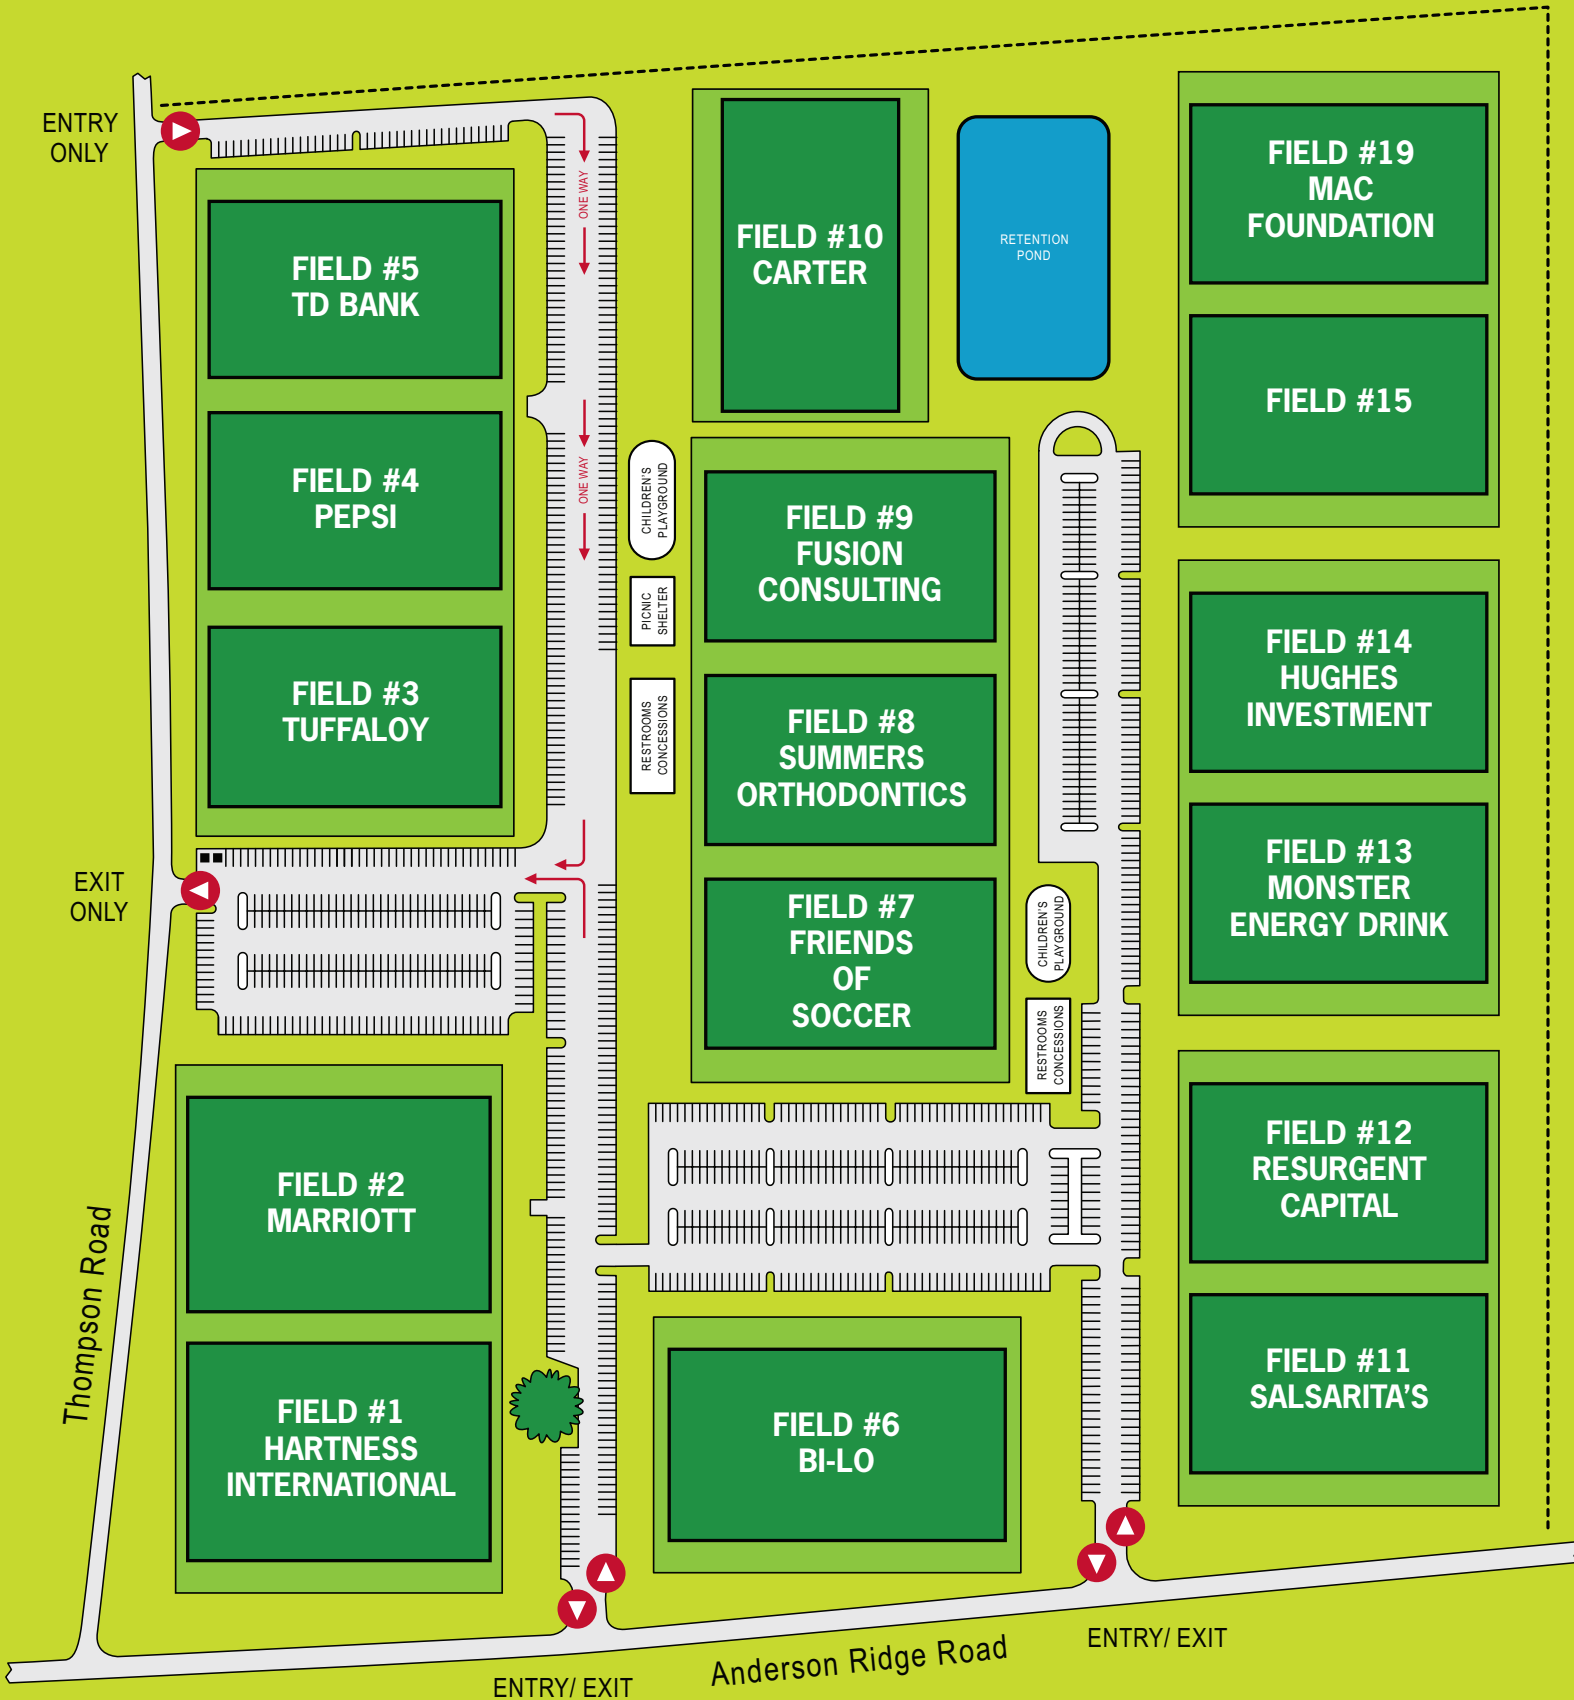 ENTRY
ONLY
ONE WAY
FIELD #5
TD BANK
FIELD #10
CARTER
RETENTION
POND
FIELD #19
MAC
FOUNDATION
FIELD #15
FIELD #4
PEPSI
ONE WAY
CHILDREN'S
PLAYGROUND
FIELD #9
FUSION
CONSULTING
PICNIC
SHELTER
FIELD #14
HUGHES
INVESTMENT
FIELD #3
TUFFALOY
RESTROOMS
CONCESSIONS
FIELD #8
SUMMERS
ORTHODONTICS
EXIT
ONLY
FIELD #7
FRIENDS
OF
SOCCER
CHILDREN'S
PLAYGROUND
FIELD #13
MONSTER
ENERGY DRINK
RESTROOMS
CONCESSIONS
FIELD #2
MARRIOTT
FIELD #12
RESURGENT
CAPITAL
Thompson Road
FIELD #1
HARTNESS
INTERNATIONAL
FIELD #6
BI-LO
FIELD #11
SALSARITA'S
ENTRY/ EXIT
Anderson Ridge Road
ENTRY/ EXIT